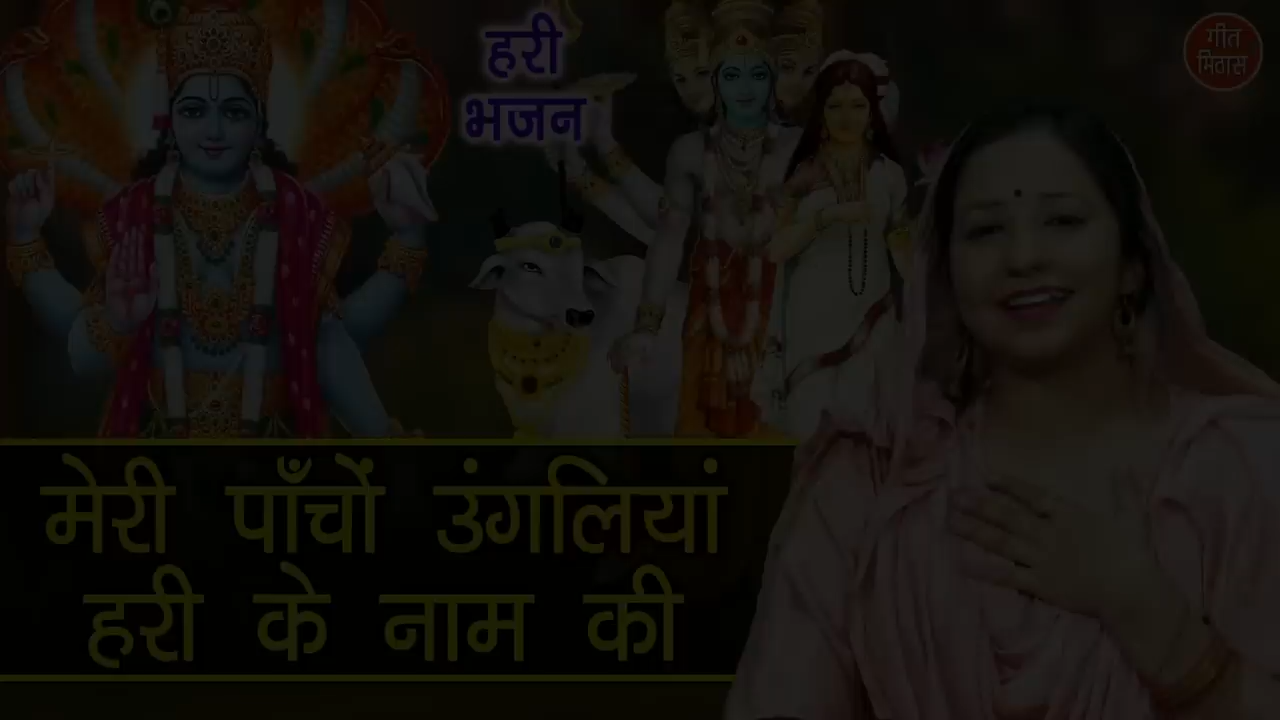 हरी
भजन
गीत
मिठास
मेरी पाँचों उंगलियां
हरी के नाम की